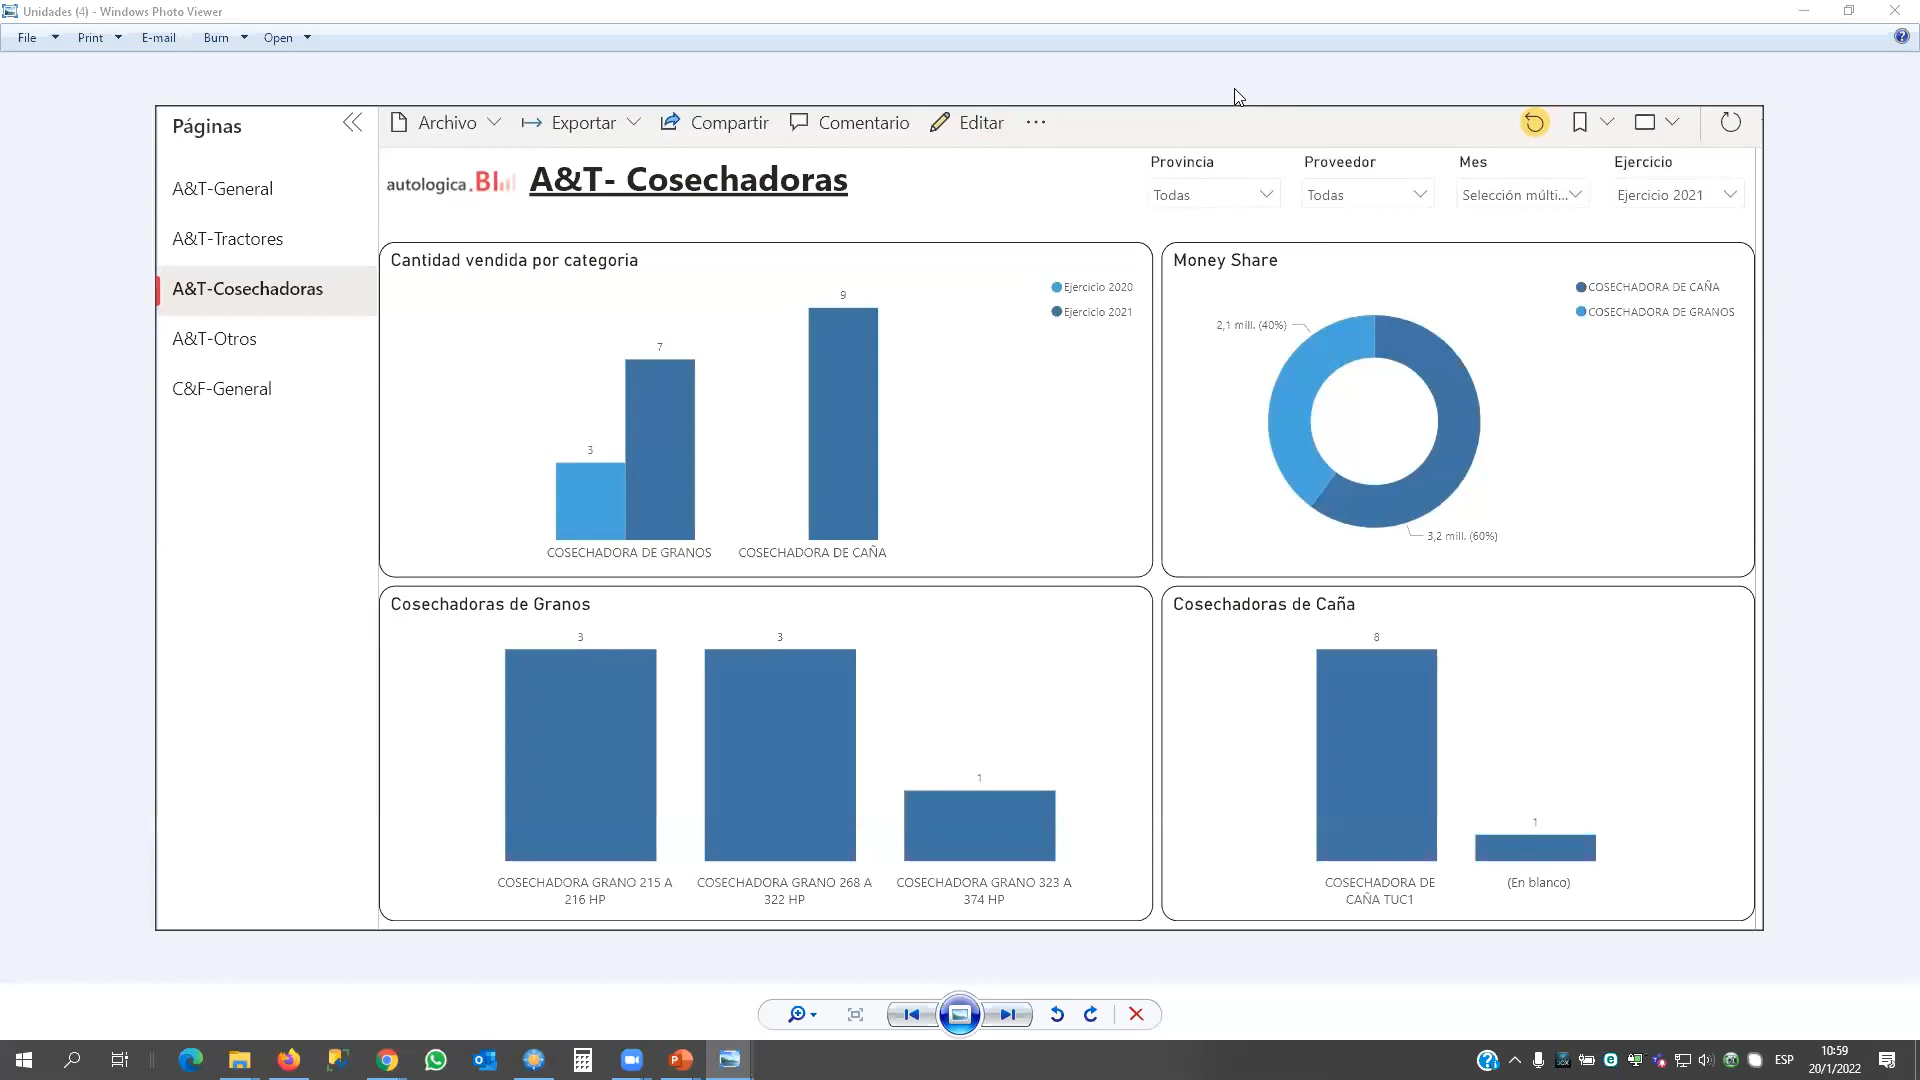 Unidades (4) - Windows Photo Viewer
File Print E-mail Burn Open
Páginas
A&T-General
A&T-Tractores
A&T-Cosechadoras
A&T-Otros
C&F-General
Archivo Exportar Compartir Comentario Editar ...
autologica.BI
A&T- Cosechadoras
Provincia
Todas
Proveedor
Todas
Mes
Selección múlti...
Ejercicio
Ejercicio 2021
Cantidad vendida por categoria
Ejercicio 2020
Ejercicio 2021
3
7
9
COSECHADORA DE GRANOS
COSECHADORA DE CAÑA
Money Share
COSECHADORA DE CAÑA
COSECHADORA DE GRANOS
2,1 mill. (40%)
3,2 mill. (60%)
Cosechadoras de Granos
3
3
1
COSECHADORA GRANO 215 A
216 HP
COSECHADORA GRANO 268 A
322 HP
COSECHADORA GRANO 323 A
374 HP
Cosechadoras de Caña
8
1
COSECHADORA DE
CAÑA TUC1
(En blanco)
ESP
10:59
20/1/2022